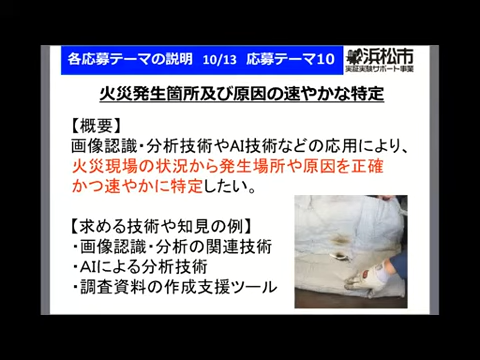 各応募テーマの説明 10/13 応募テーマ10
浜松市
実証実験サポート事業
火災発生箇所及び原因の速やかな特定
【概要】
画像認識・分析技術やAI技術などの応用により、
火災現場の状況から発生場所や原因を正確
かつ速やかに特定したい。
【求める技術や知見の例】
・画像認識・分析の関連技術
・AIによる分析技術
・調査資料の作成支援ツール